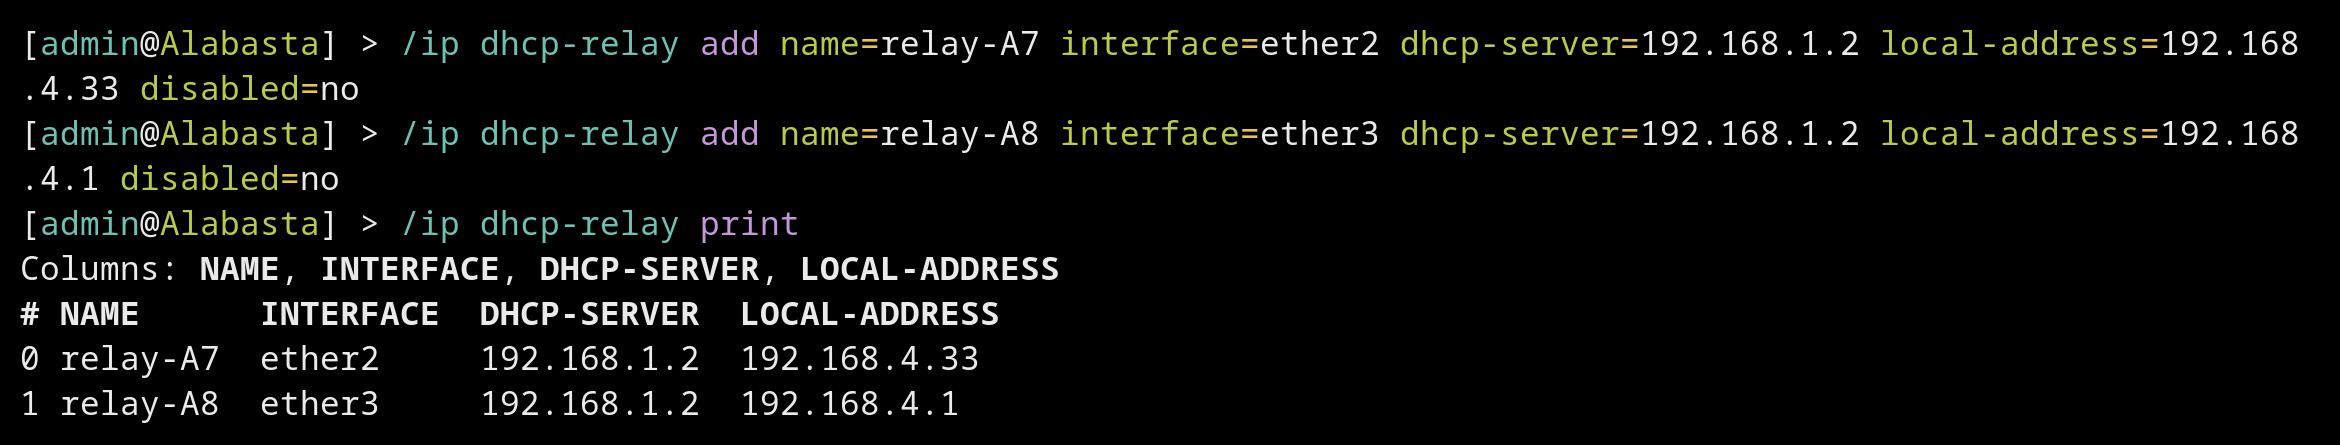 [admin@Alabasta] > /ip dhcp-relay add name=relay-A7 interface=ether2 dhcp-server=192.168.1.2 local-address=192.168
.4.33 disabled=no
[admin@Alabasta] > /ip dhcp-relay add name=relay-A8 interface=ether3 dhcp-server=192.168.1.2 local-address=192.168
.4.1 disabled=no
[admin@Alabasta] > /ip dhcp-relay print
Columns: NAME, INTERFACE, DHCP-SERVER, LOCAL-ADDRESS
# NAME      INTERFACE  DHCP-SERVER  LOCAL-ADDRESS
0 relay-A7  ether2     192.168.1.2  192.168.4.33
1 relay-A8  ether3     192.168.1.2  192.168.4.1